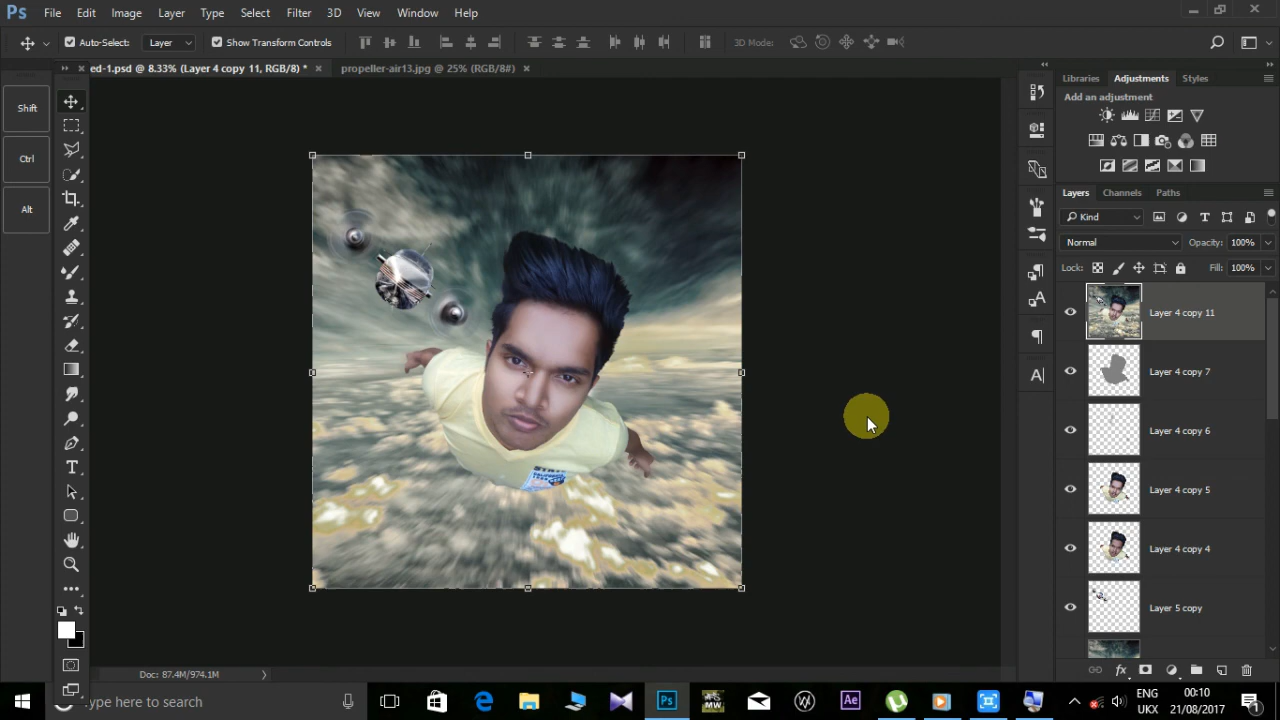 Ps File Edit Image Layer Type Select Filter 3D View Window Help
Auto-Select: Layer Show Transform Controls 3D Mode:
ed-1.psd @ 8.33% (Layer 4 copy 11, RGB/8) * propeller-air13.jpg @ 25% (RGB/8#)
Shift
Ctrl
Alt
Libraries Adjustments Styles
Add an adjustment
Layers Channels Paths
Kind
Normal Opacity: 100%
Lock: Fill: 100%
Layer 4 copy 11
Layer 4 copy 7
Layer 4 copy 6
Layer 4 copy 5
Layer 4 copy 4
Layer 5 copy
Doc: 87.4M/974.1M
ype here to search
Ps
MW
Ae
ENG
UKX
00:10
21/08/2017